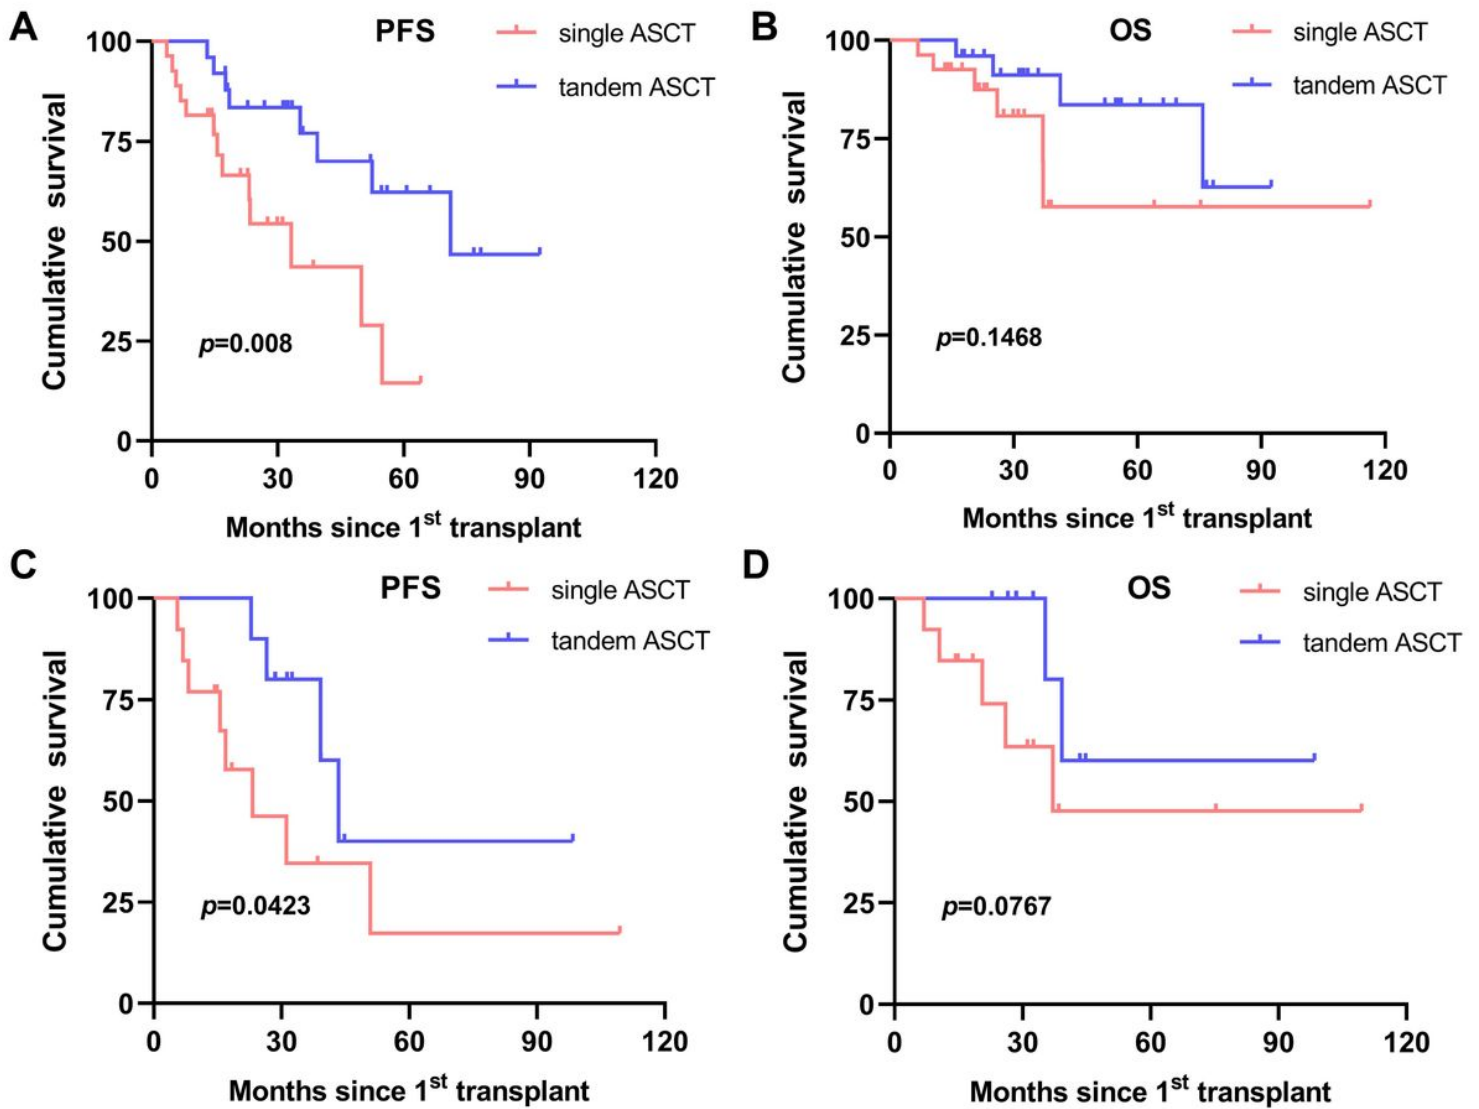 A
PFS
single ASCT
tandem ASCT
Cumulative survival
100
75
50
25
0
p=0.008
0 30 60 90 120
Months since 1st transplant
B
OS
single ASCT
tandem ASCT
Cumulative survival
100
75
50
25
0
p=0.1468
0 30 60 90 120
Months since 1st transplant
C
PFS
single ASCT
tandem ASCT
Cumulative survival
100
75
50
25
0
p=0.0423
0 30 60 90 120
Months since 1st transplant
D
OS
single ASCT
tandem ASCT
Cumulative survival
100
75
50
25
0
p=0.0767
0 30 60 90 120
Months since 1st transplant